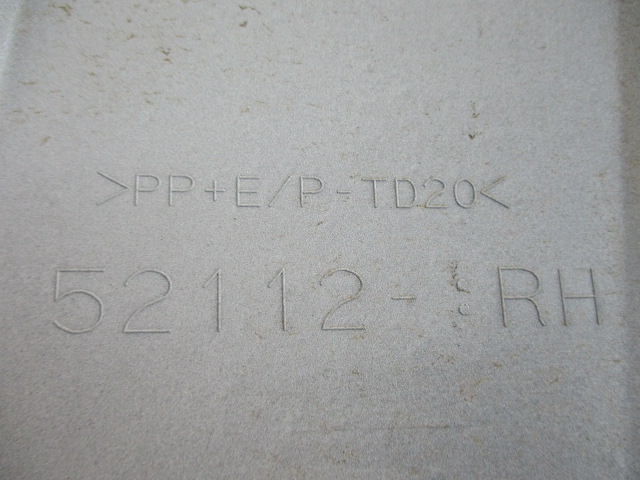 >PP+E/P-TD20<
52112- RH